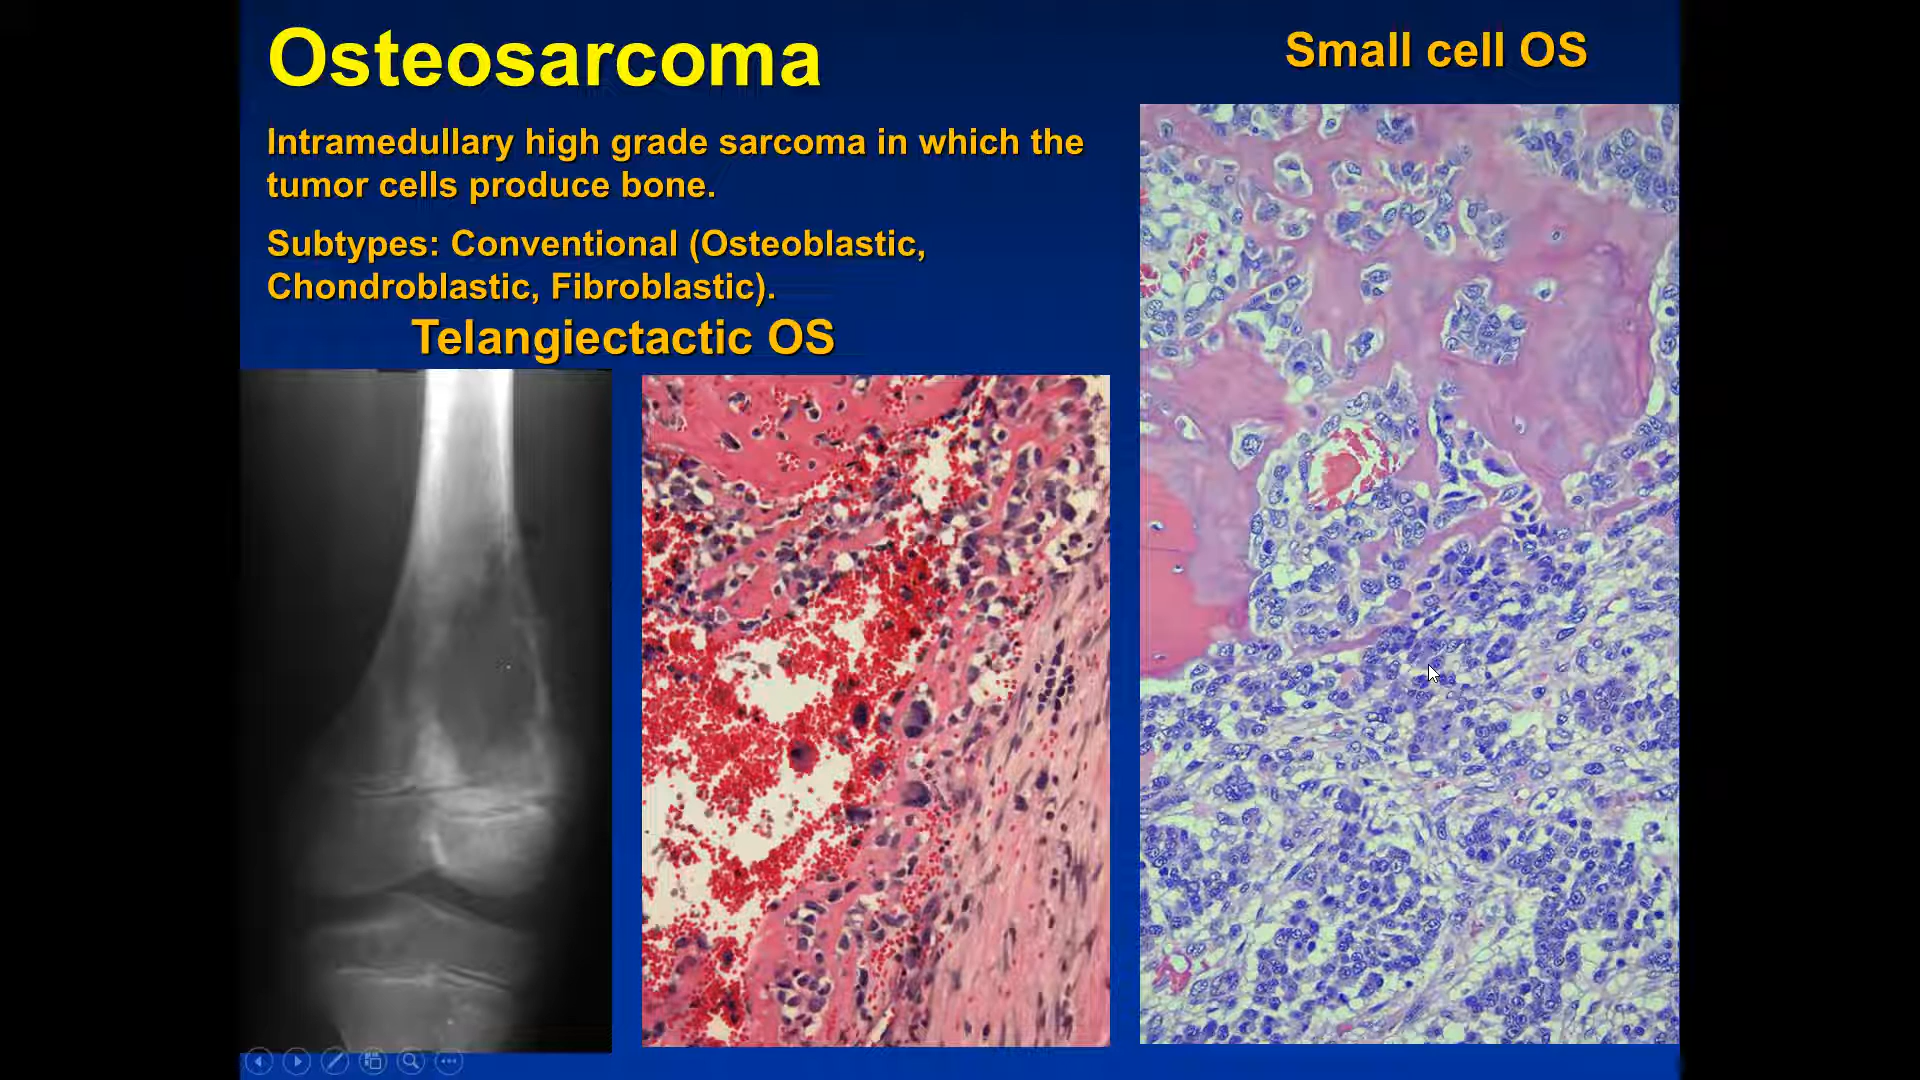 Osteosarcoma
Small cell OS
Intramedullary high grade sarcoma in which the
tumor cells produce bone.
Subtypes: Conventional (Osteoblastic,
Chondroblastic, Fibroblastic).
Telangiectactic OS